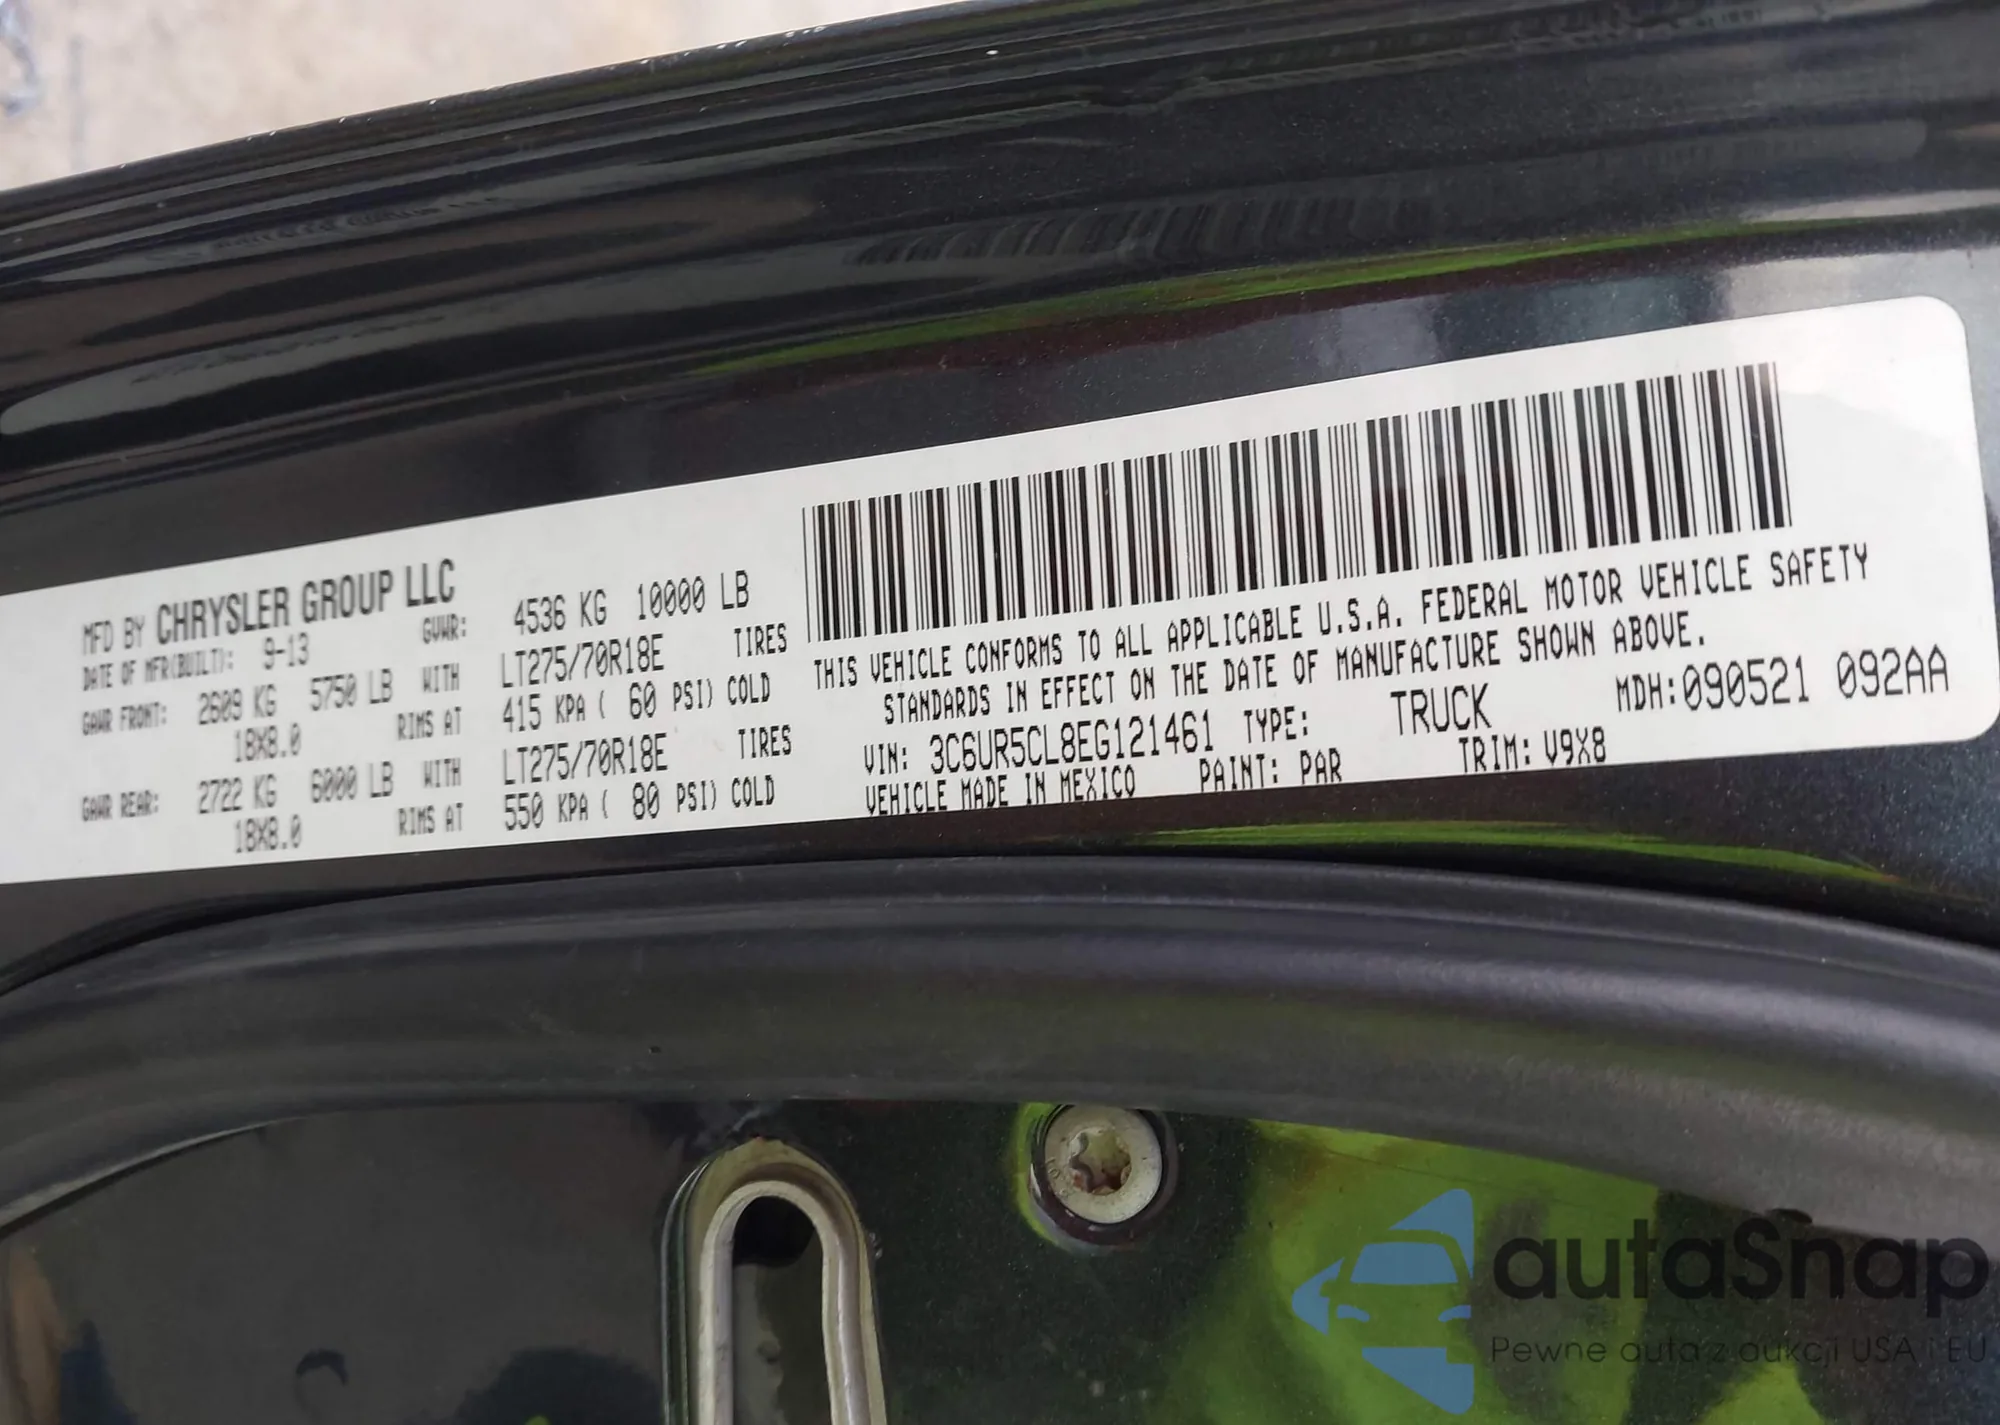 MFD BY CHRYSLER GROUP LLC
DATE OF MFR(BUILT): 9-13 GVWR: 4536 KG 10000 LB
GAWR FRONT: 2609 KG 5750 LB WITH LT275/70R18E TIRES
18X8.0 RIMS AT 415 KPA ( 60 PSI) COLD
GAWR REAR: 2722 KG 6000 LB WITH LT275/70R18E TIRES
18X8.0 RIMS AT 550 KPA ( 80 PSI) COLD
THIS VEHICLE CONFORMS TO ALL APPLICABLE U.S.A. FEDERAL MOTOR VEHICLE SAFETY
STANDARDS IN EFFECT ON THE DATE OF MANUFACTURE SHOWN ABOVE.
VIN: 3C6UR5CL8EG121461 TYPE: TRUCK MDH:090521 092AA
VEHICLE MADE IN MEXICO PAINT: PAR TRIM: V9X8
autaSnap
Pewne auta z aukcji USA i EU